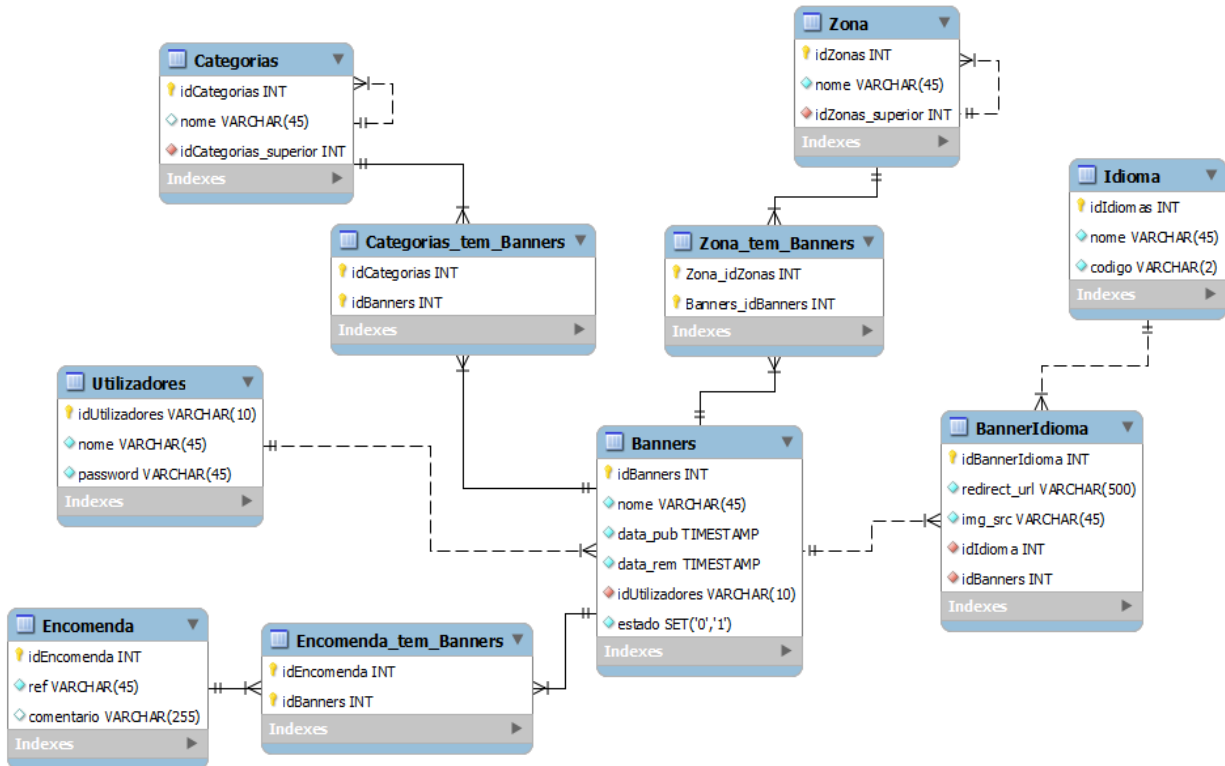 Categorias
idCategorias INT
nome VARCHAR(45)
idCategorias_superior INT
Indexes
Zona
idZonas INT
nome VARCHAR(45)
idZonas_superior INT
Indexes
Idioma
idIdiomas INT
nome VARCHAR(45)
codigo VARCHAR(2)
Indexes
Categorias_tem_Banners
idCategorias INT
idBanners INT
Indexes
Zona_tem_Banners
Zona_idZonas INT
Banners_idBanners INT
Indexes
Utilizadores
idUtilizadores VARCHAR(10)
nome VARCHAR(45)
password VARCHAR(45)
Indexes
Banners
idBanners INT
nome VARCHAR(45)
data_pub TIMESTAMP
data_rem TIMESTAMP
idUtilizadores VARCHAR(10)
estado SET('0','1')
Indexes
BannerIdioma
idBannerIdioma INT
redirect_url VARCHAR(500)
img_src VARCHAR(45)
idIdioma INT
idBanners INT
Indexes
Encomenda
idEncomenda INT
ref VARCHAR(45)
comentario VARCHAR(255)
Indexes
Encomenda_tem_Banners
idEncomenda INT
idBanners INT
Indexes